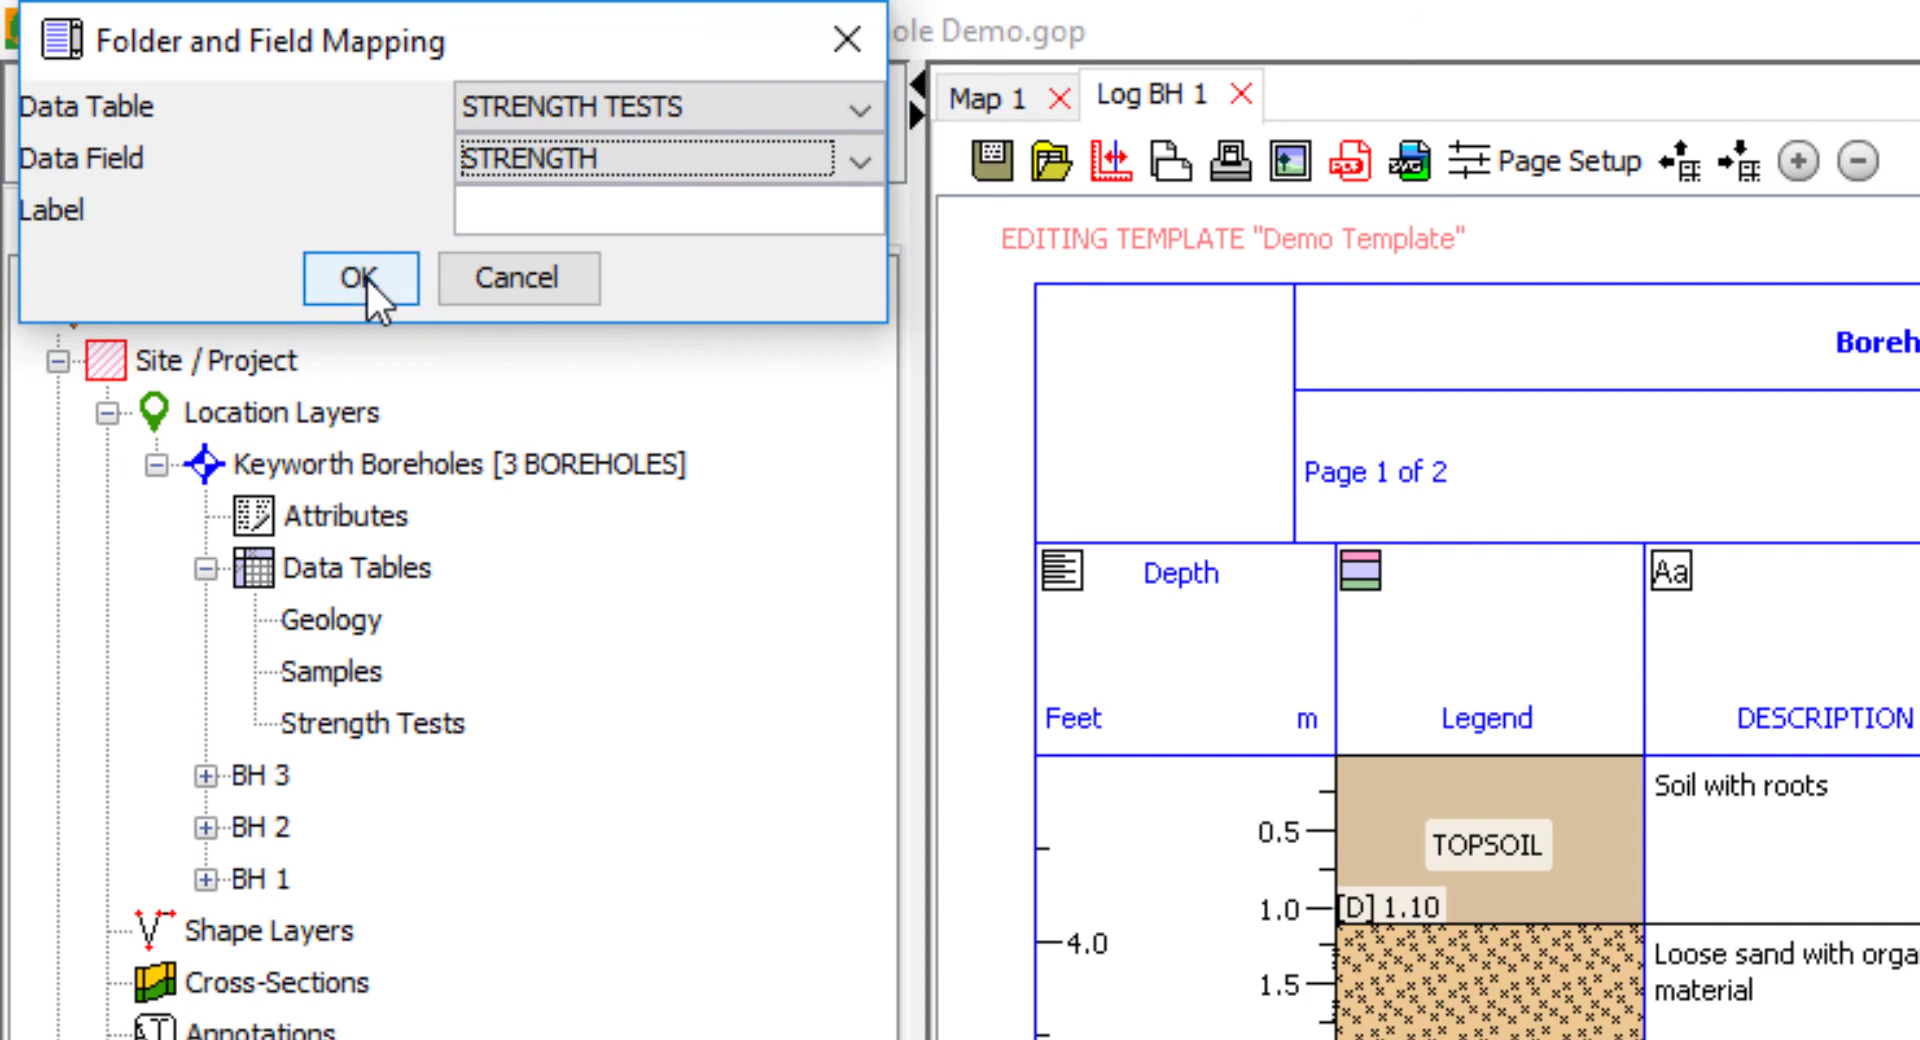 Folder and Field Mapping
ole Demo.gop
Data Table
STRENGTH TESTS
Data Field
STRENGTH
Label
OK
Cancel
Site / Project
Location Layers
Keyworth Boreholes [3 BOREHOLES]
Attributes
Data Tables
Geology
Samples
Strength Tests
BH 3
BH 2
BH 1
Shape Layers
Cross-Sections
Annotations
Map 1
Log BH 1
Page Setup
EDITING TEMPLATE "Demo Template"
Boreh
Page 1 of 2
Depth
Aa
Feet
m
Legend
DESCRIPTION
Soil with roots
0.5
TOPSOIL
1.0
[D] 1.10
4.0
Loose sand with orga
material
1.5